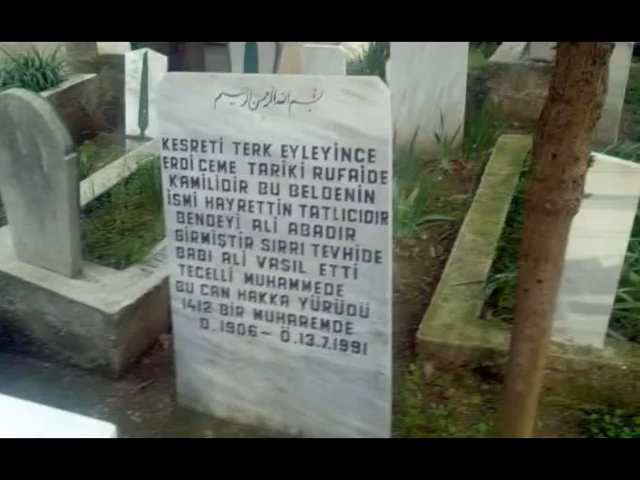 بسم الله الرحمن الرحيم
KESRETİ TERK EYLEYİNCE
ERDİ CEME TARİKİ RUFAİDE
KAMİLİDİR BU BELDENİN
İSMİ HAYRETTİN TATLICIDIR
BENDEYİ ALİ ABADIR
GİRMİŞTİR SIRRI TEVHİDE
BABI ALİ VASIL ETTİ
TECELLİ MUHAMMEDE
BU CAN HAKKA YÜRÜDÜ
1412 BİR MUHAREMDE
D. 1906 – Ö. 13.7.1991